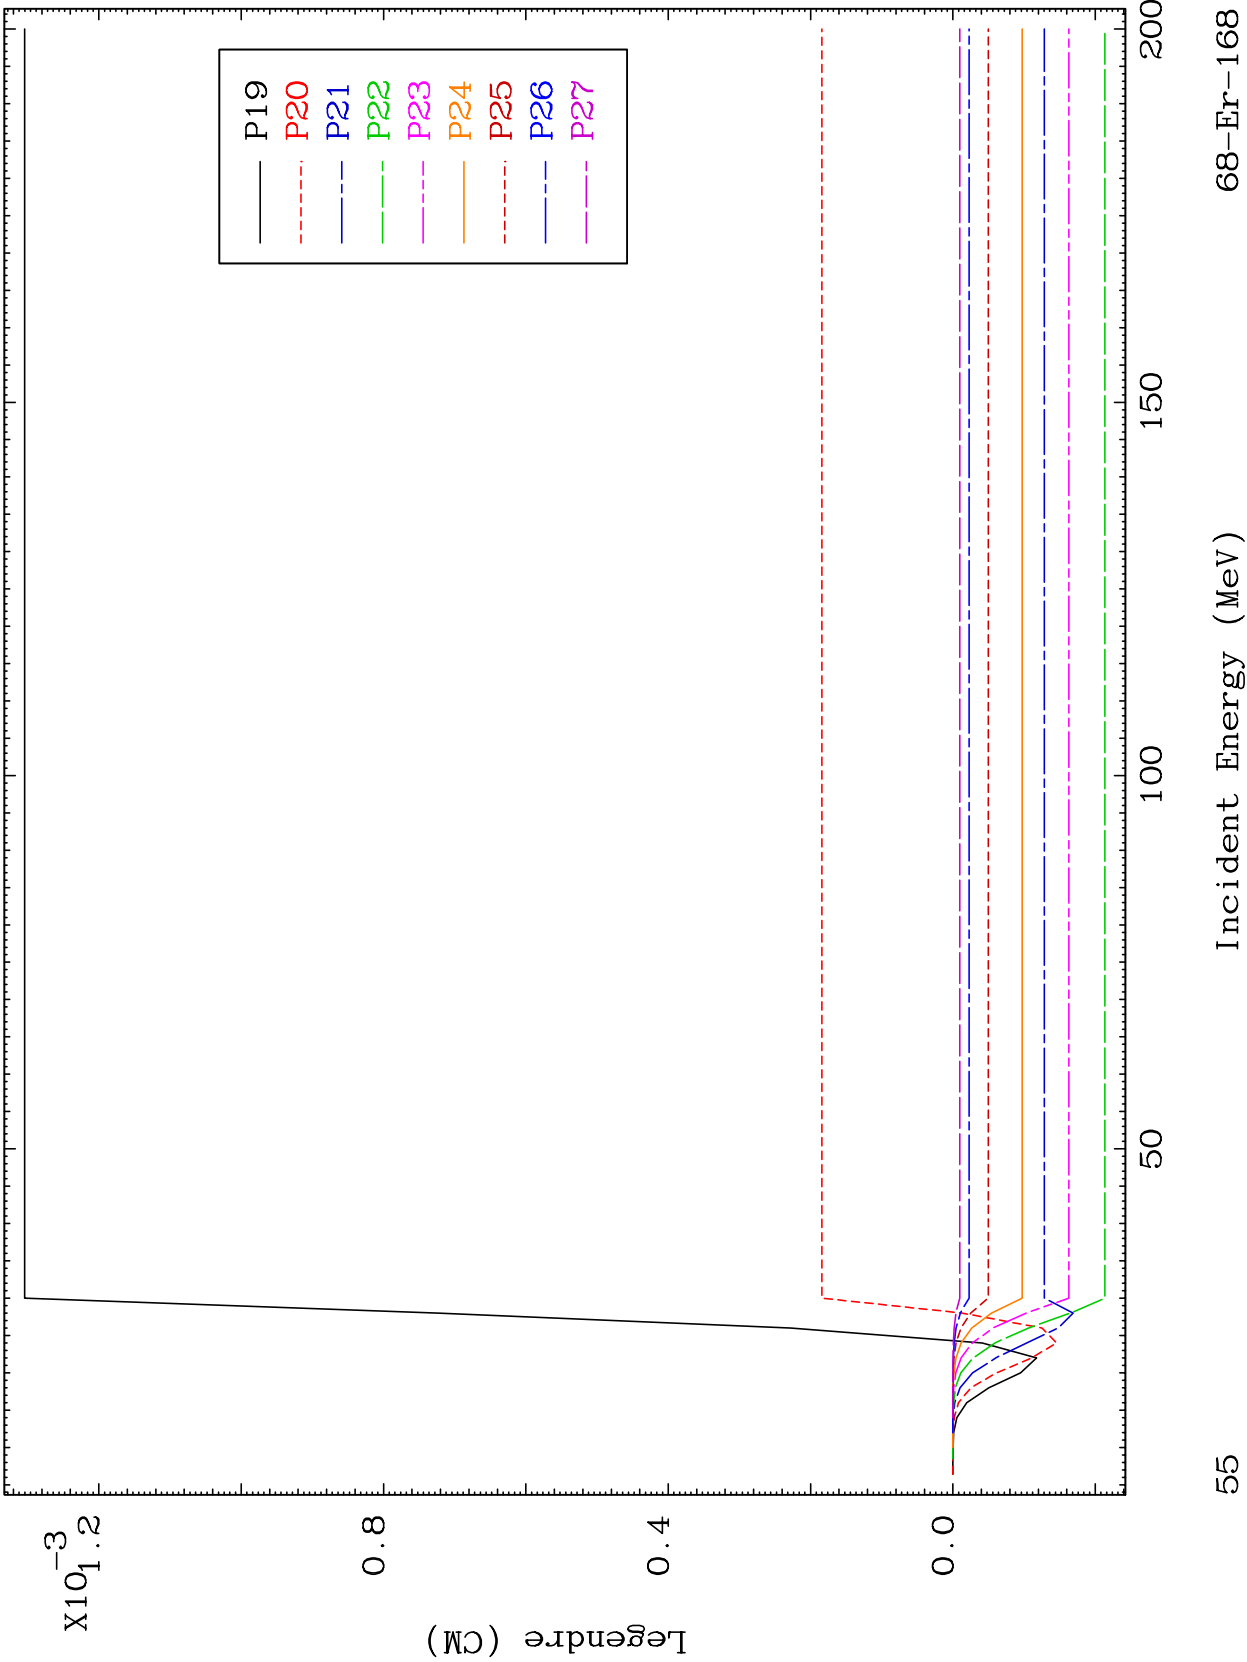 X10-3
1.2
0.8
0.4
0.0
Legendre (CM)
P19
P20
P21
P22
P23
P24
P25
P26
P27
50
100
150
200
55
Incident Energy (MeV)
68-Er-168